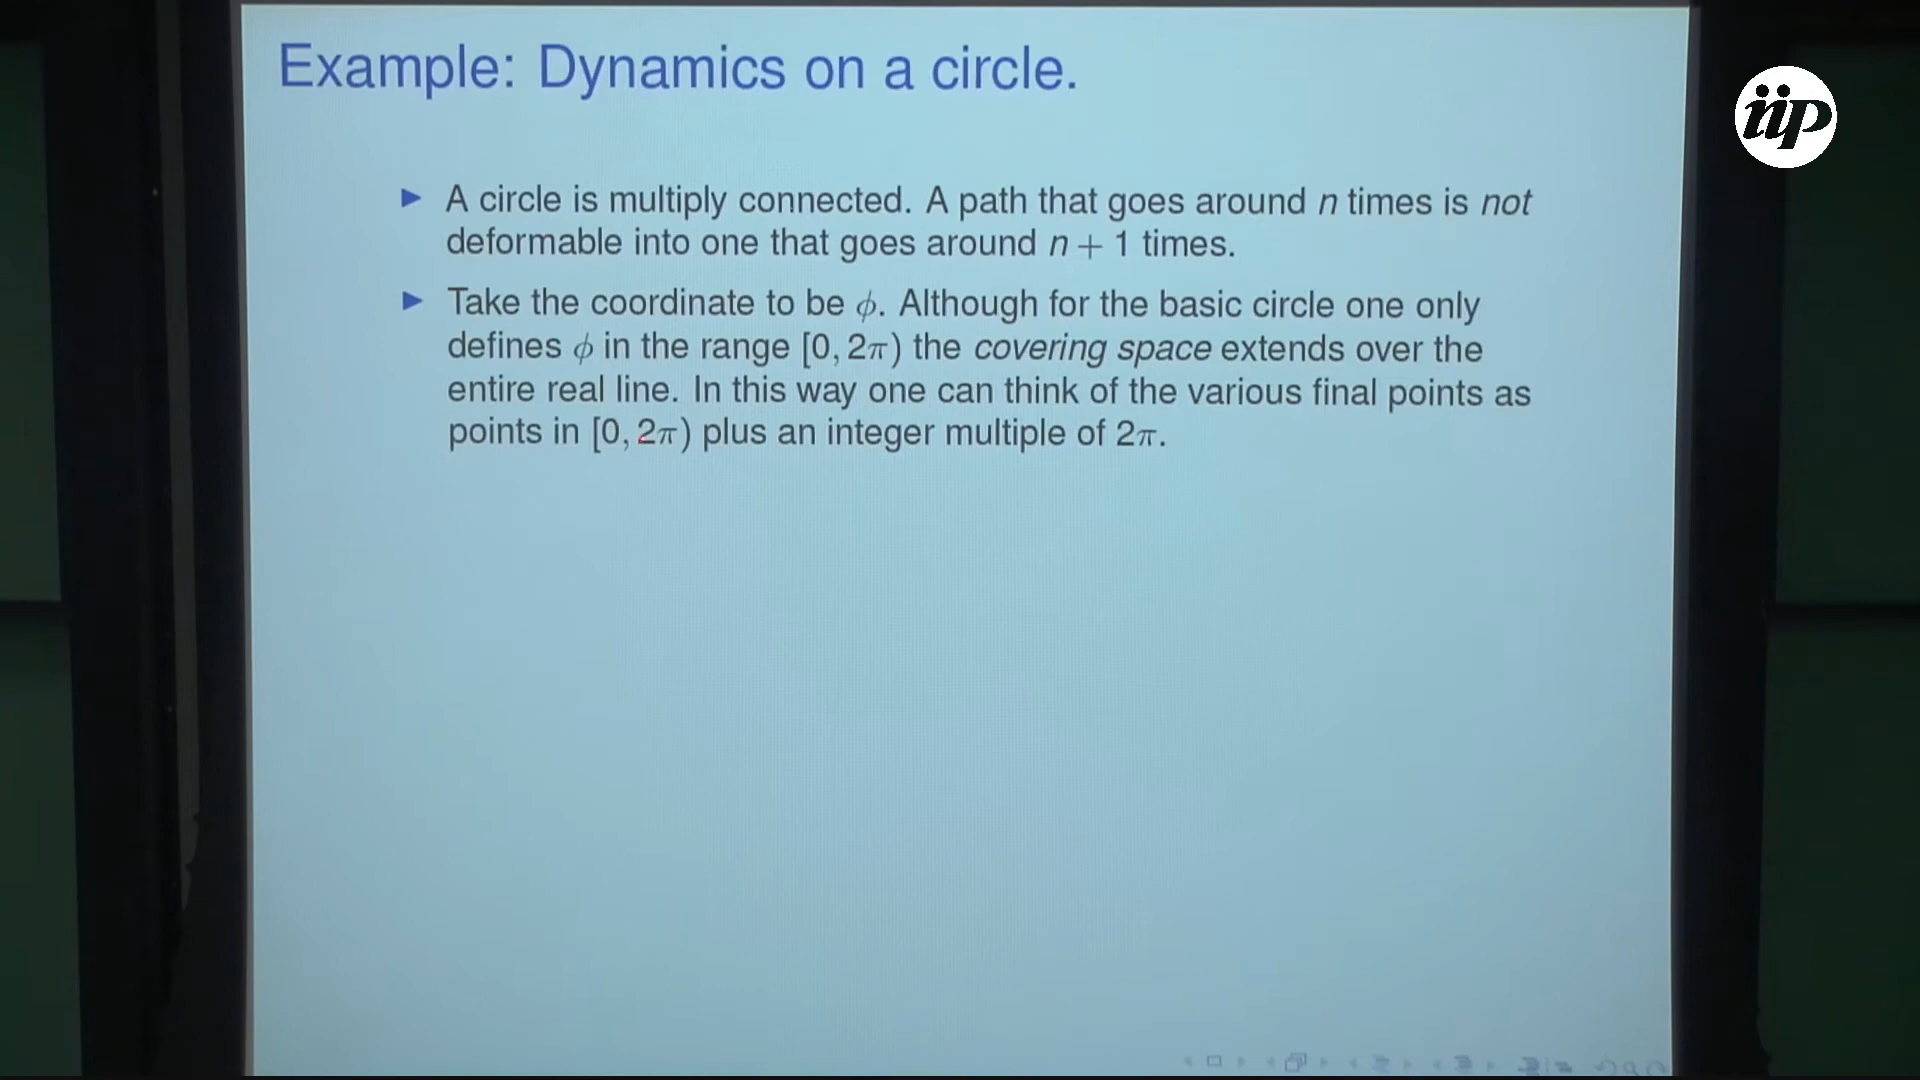 Example: Dynamics on a circle.
iip
A circle is multiply connected. A path that goes around n times is not
deformable into one that goes around n + 1 times.
Take the coordinate to be ϕ. Although for the basic circle one only
defines ϕ in the range [0, 2π) the covering space extends over the
entire real line. In this way one can think of the various final points as
points in [0, 2π) plus an integer multiple of 2π.